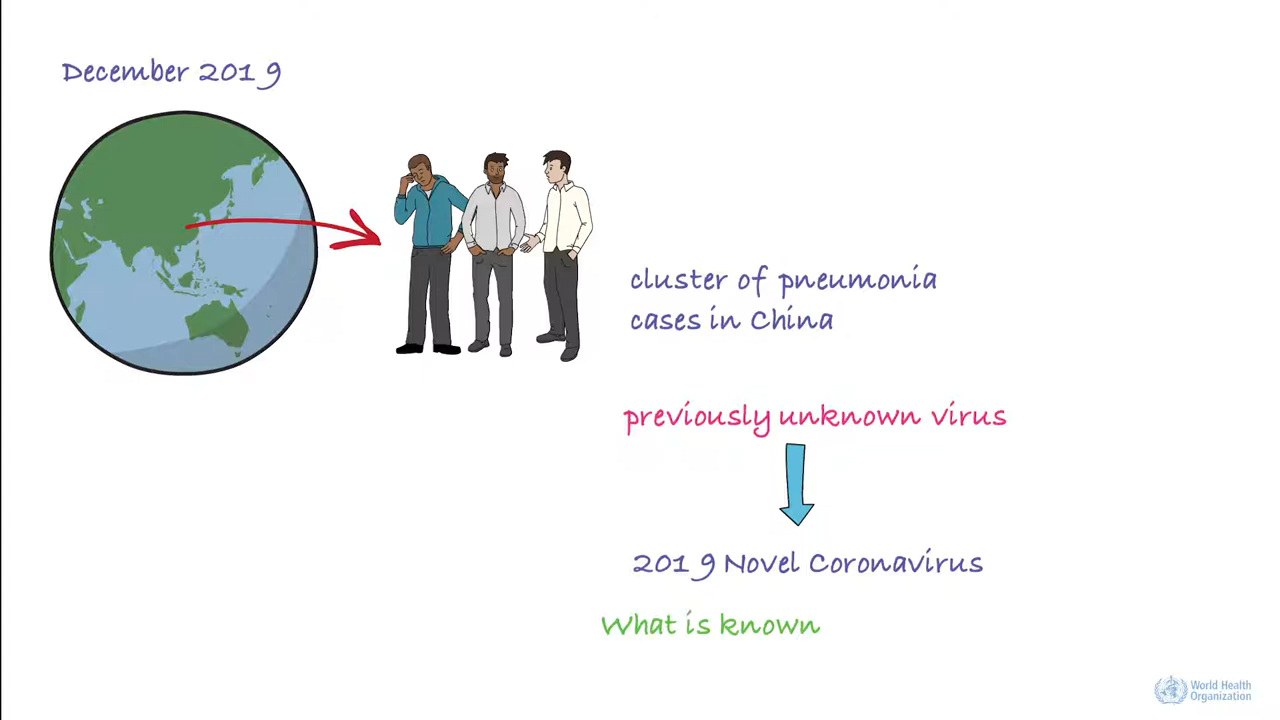 December 2019
cluster of pneumonia
cases in China
previously unknown virus
2019 Novel Coronavirus
What is known
World Health
Organization